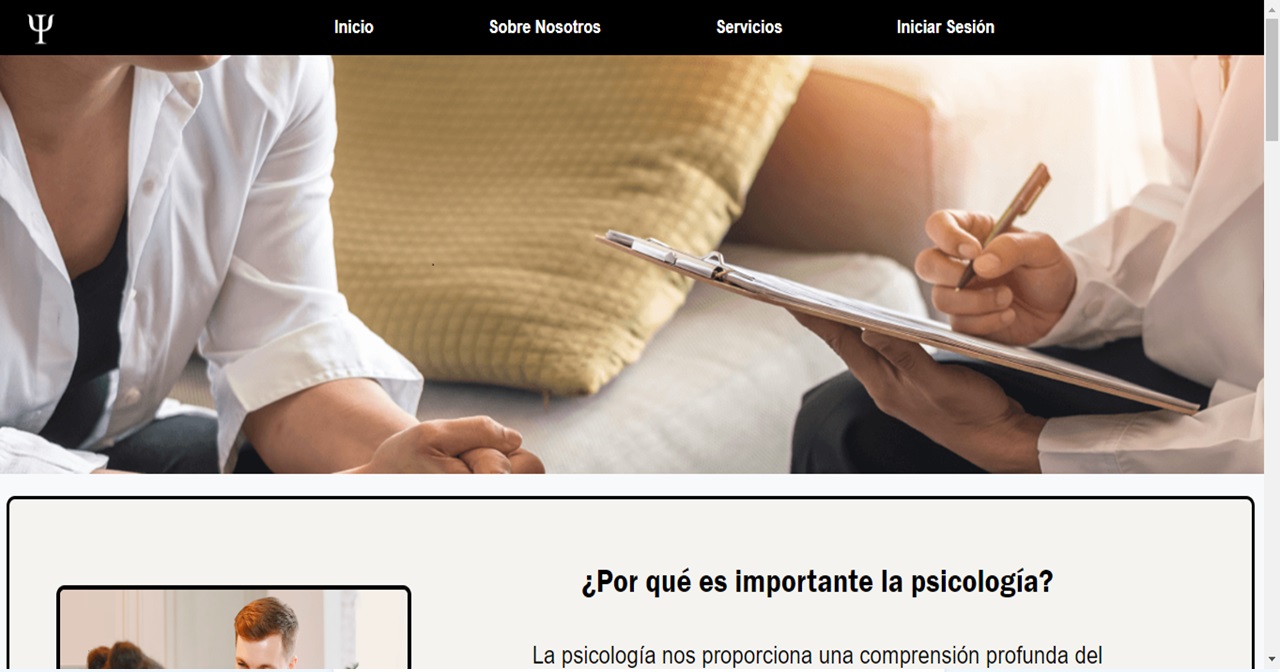 Ψ
Inicio Sobre Nosotros Servicios Iniciar Sesión
¿Por qué es importante la psicología?
La psicología nos proporciona una comprensión profunda del